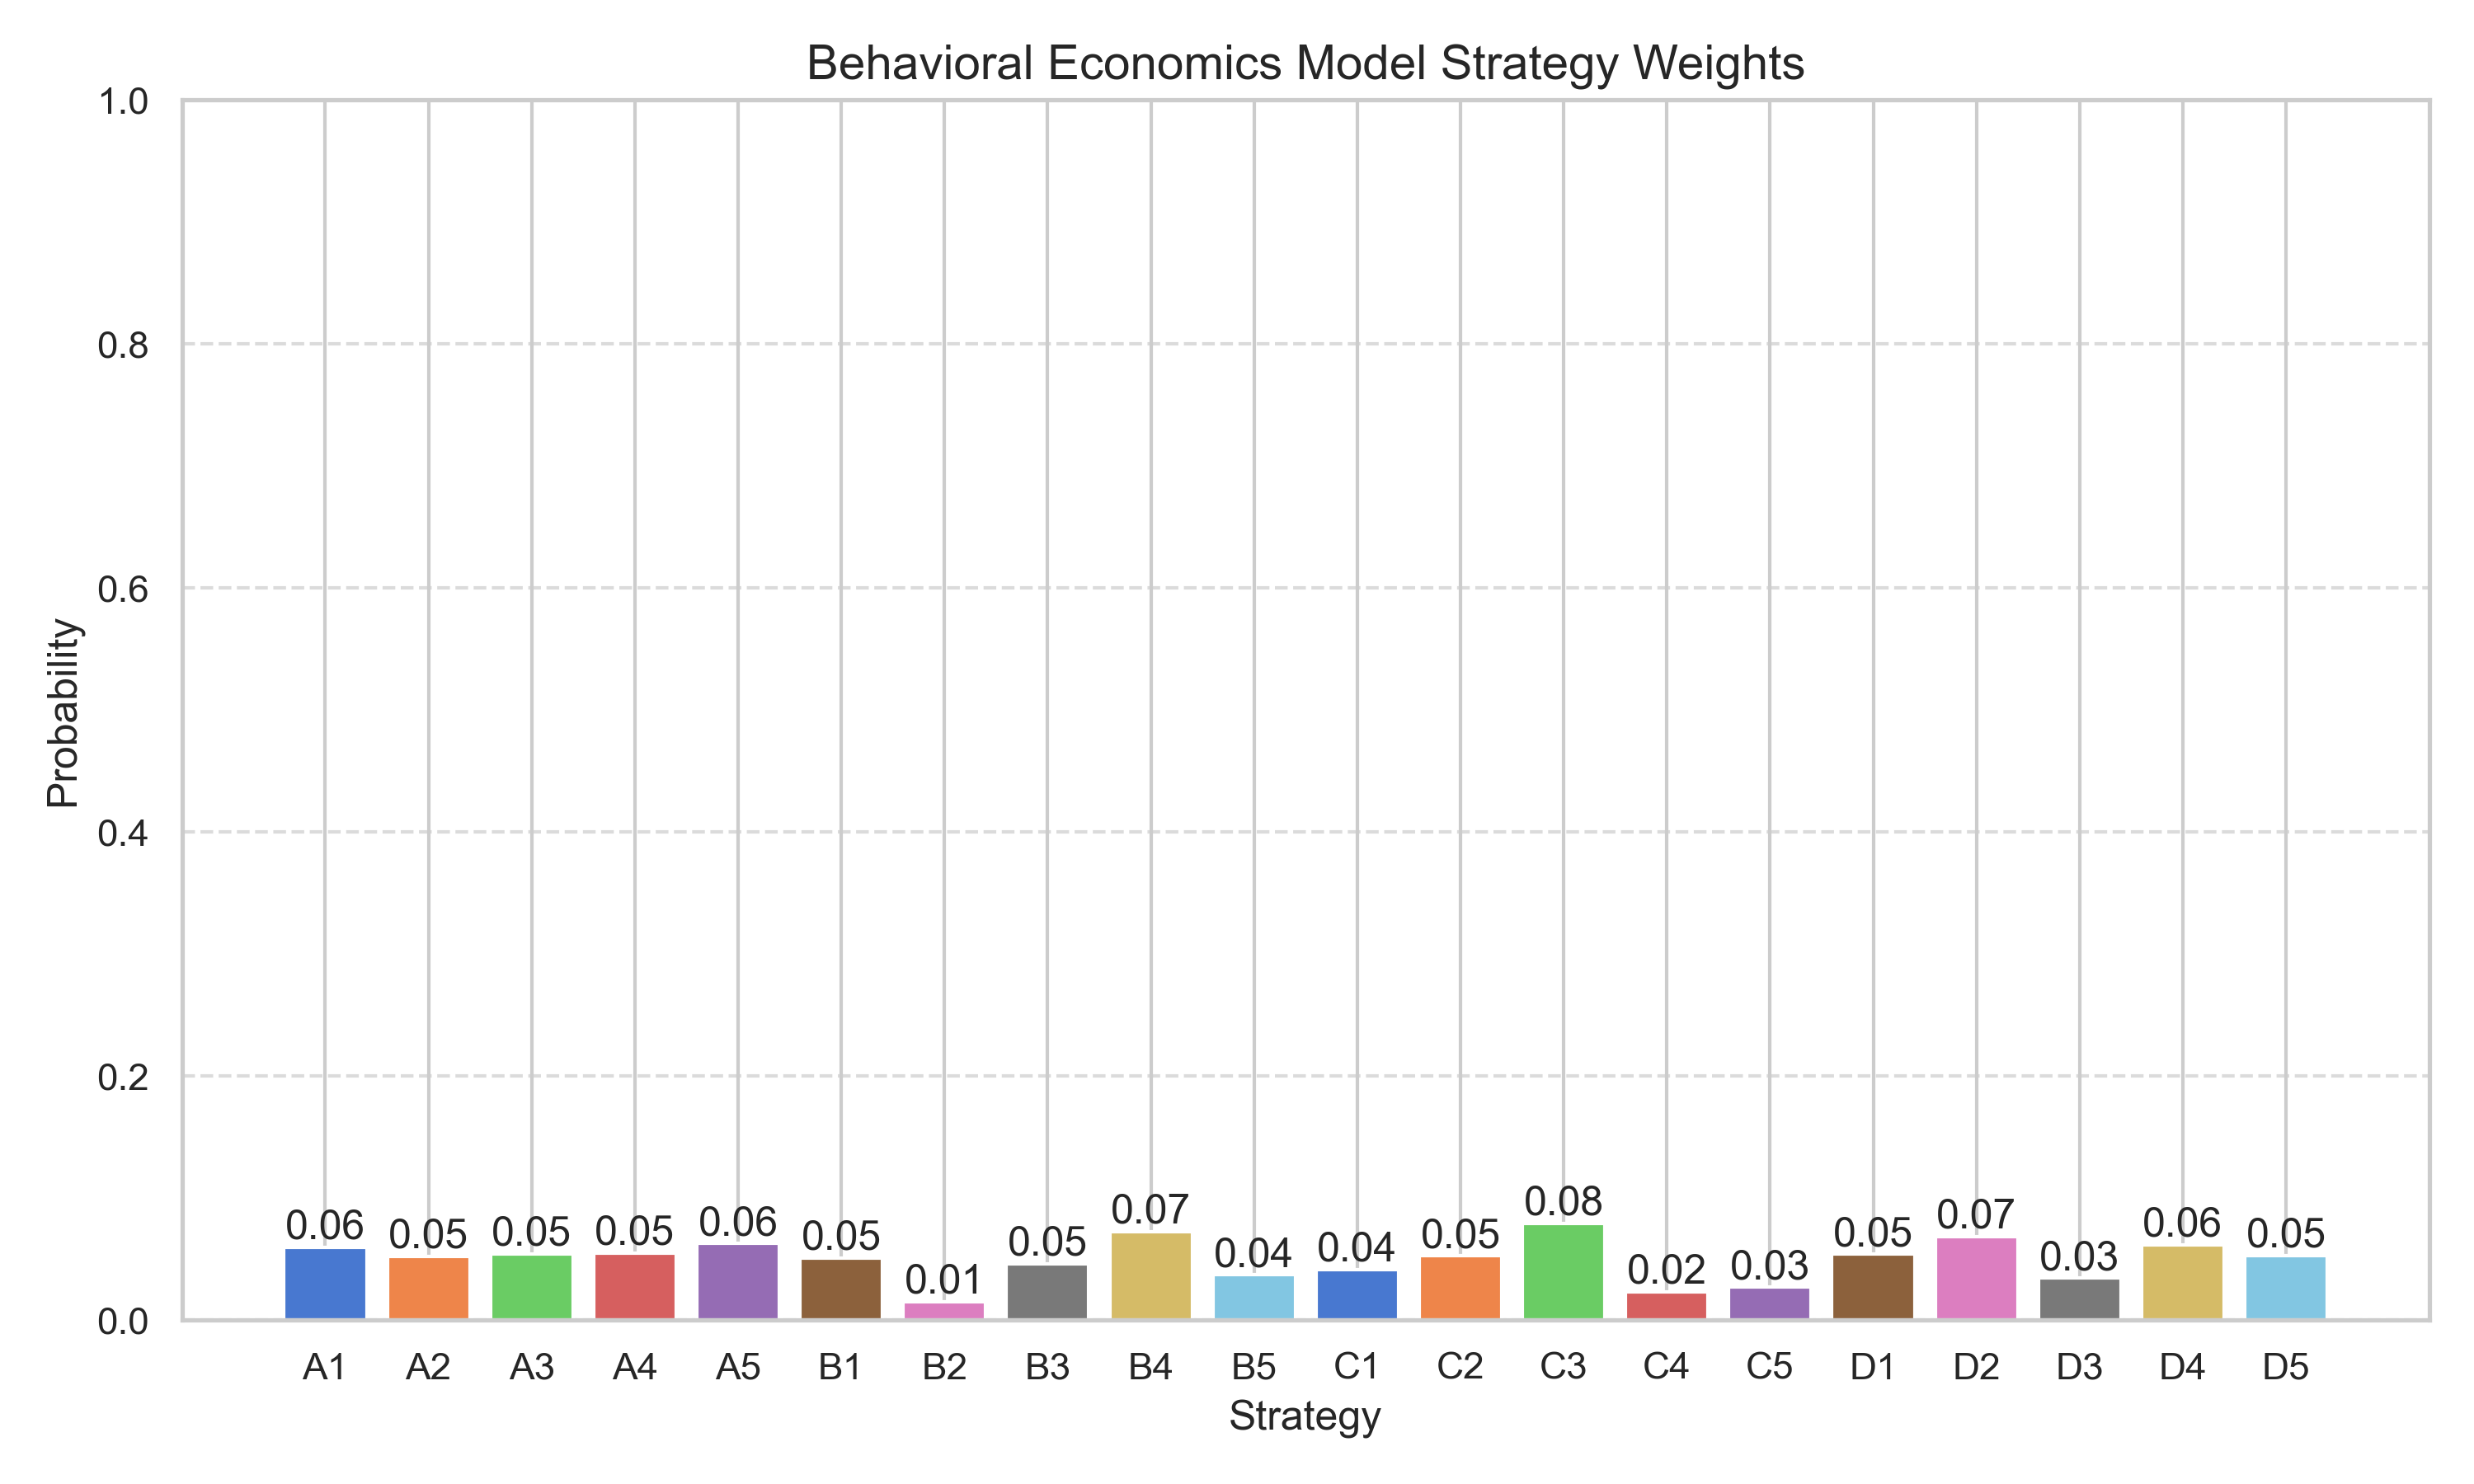 Behavioral Economics Model Strategy Weights
1.0
0.8
0.6
0.4
0.2
0.0
Probability
0.06 0.05 0.05 0.05 0.06 0.05 0.01 0.05 0.07 0.04 0.04 0.05 0.08 0.02 0.03 0.05 0.07 0.03 0.06 0.05
A1 A2 A3 A4 A5 B1 B2 B3 B4 B5 C1 C2 C3 C4 C5 D1 D2 D3 D4 D5
Strategy